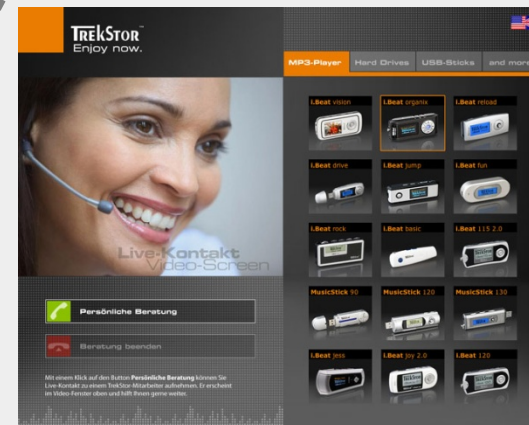 TREKSTOR
Enjoy now.
MP3-Player Hard Drives USB-Sticks and more
i.Beat vision i.Beat organix i.Beat reload
i.Beat drive i.Beat jump i.Beat fun
Live-Kontakt
Video-Screen
i.Beat rock i.Beat basic i.Beat 115 2.0
MusicStick 90 MusicStick 120 MusicStick 130
Persönliche Beratung
Beratung beenden
i.Beat jess i.Beat joy 2.0 i.Beat 120
Mit einem Klick auf den Button Persönliche Beratung können Sie
Live-Kontakt zu einem TrekStor-Mitarbeiter aufnehmen. Er erscheint
im Video-Fenster oben und hilft Ihnen gerne weiter.